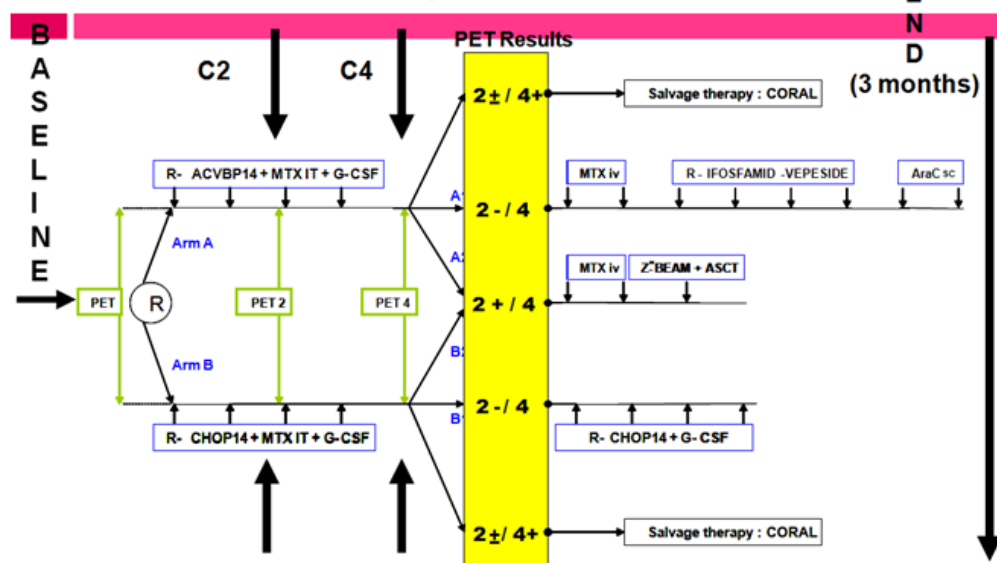 BASELINE
END
(3 months)
PET Results
C2
C4
2±/ 4+
Salvage therapy : CORAL
R- ACVBP14 + MTX IT + G-CSF
MTX iv
R - IFOSFAMID -VEPESIDE
AraC sc
2 -/ 4
Arm A
MTX iv
Z-BEAM + ASCT
PET
R
PET 2
PET 4
2 + / 4
Arm B
2 -/ 4
R- CHOP14 + MTX IT + G-CSF
R- CHOP14 + G- CSF
2 ±/ 4+
Salvage therapy : CORAL